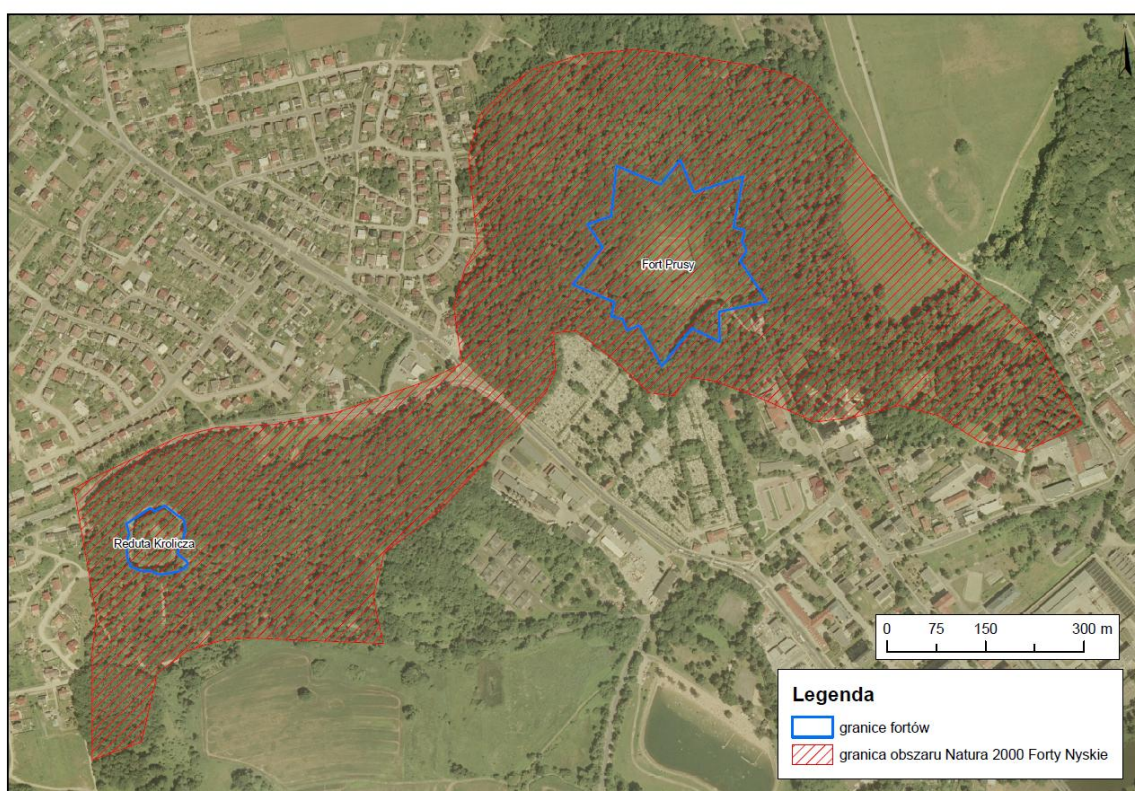 Fort Prusy
Reduta Krolicza
0 75 150 300 m
Legenda
granice fortów
granica obszaru Natura 2000 Forty Nyskie